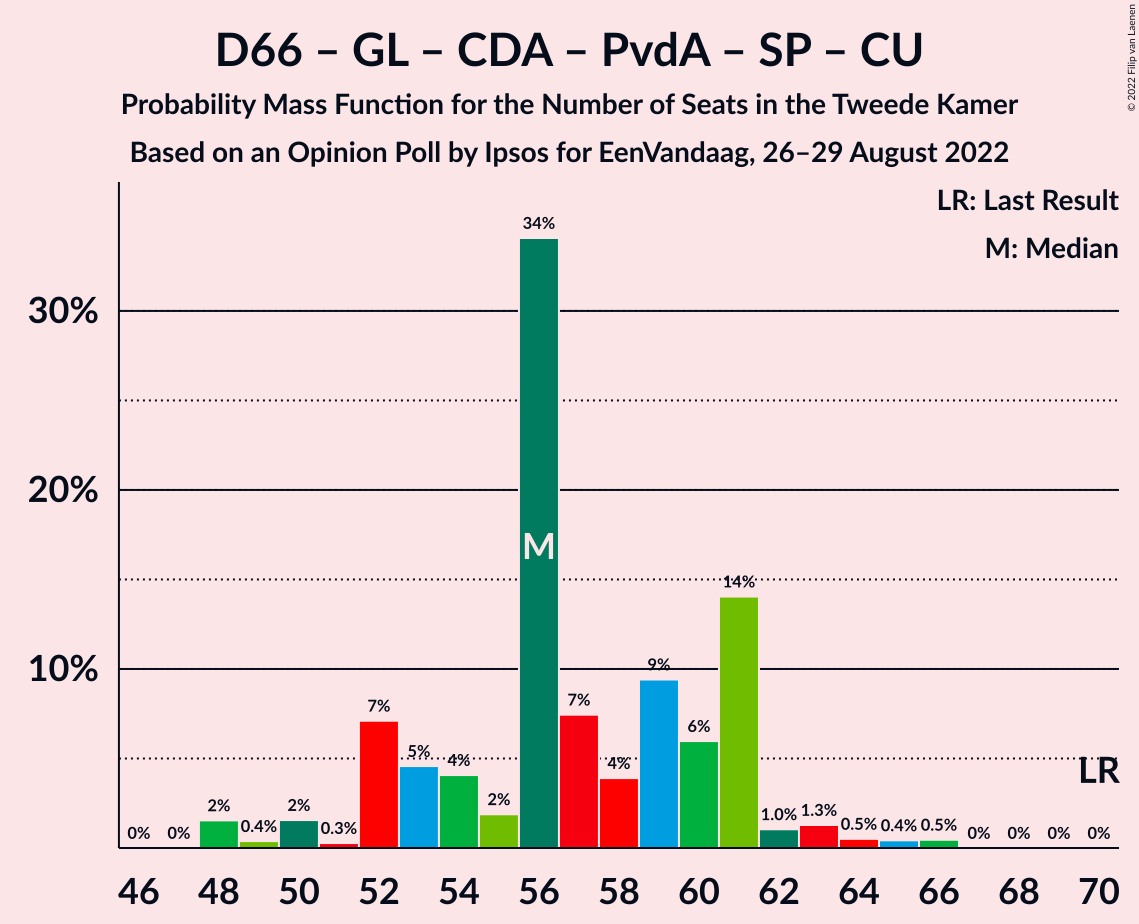 D66 – GL – CDA – PvdA – SP – CU
Probability Mass Function for the Number of Seats in the Tweede Kamer
Based on an Opinion Poll by Ipsos for EenVandaag, 26–29 August 2022
© 2022 Filip van Laenen
LR: Last Result
M: Median
30%
20%
10%
0% 0% 2% 0.4% 2% 0.3% 7% 5% 4% 2% 34% 7% 4% 9% 6% 14% 1.0% 1.3% 0.5% 0.4% 0.5% 0% 0% 0% 0%
M
LR
46 48 50 52 54 56 58 60 62 64 66 68 70